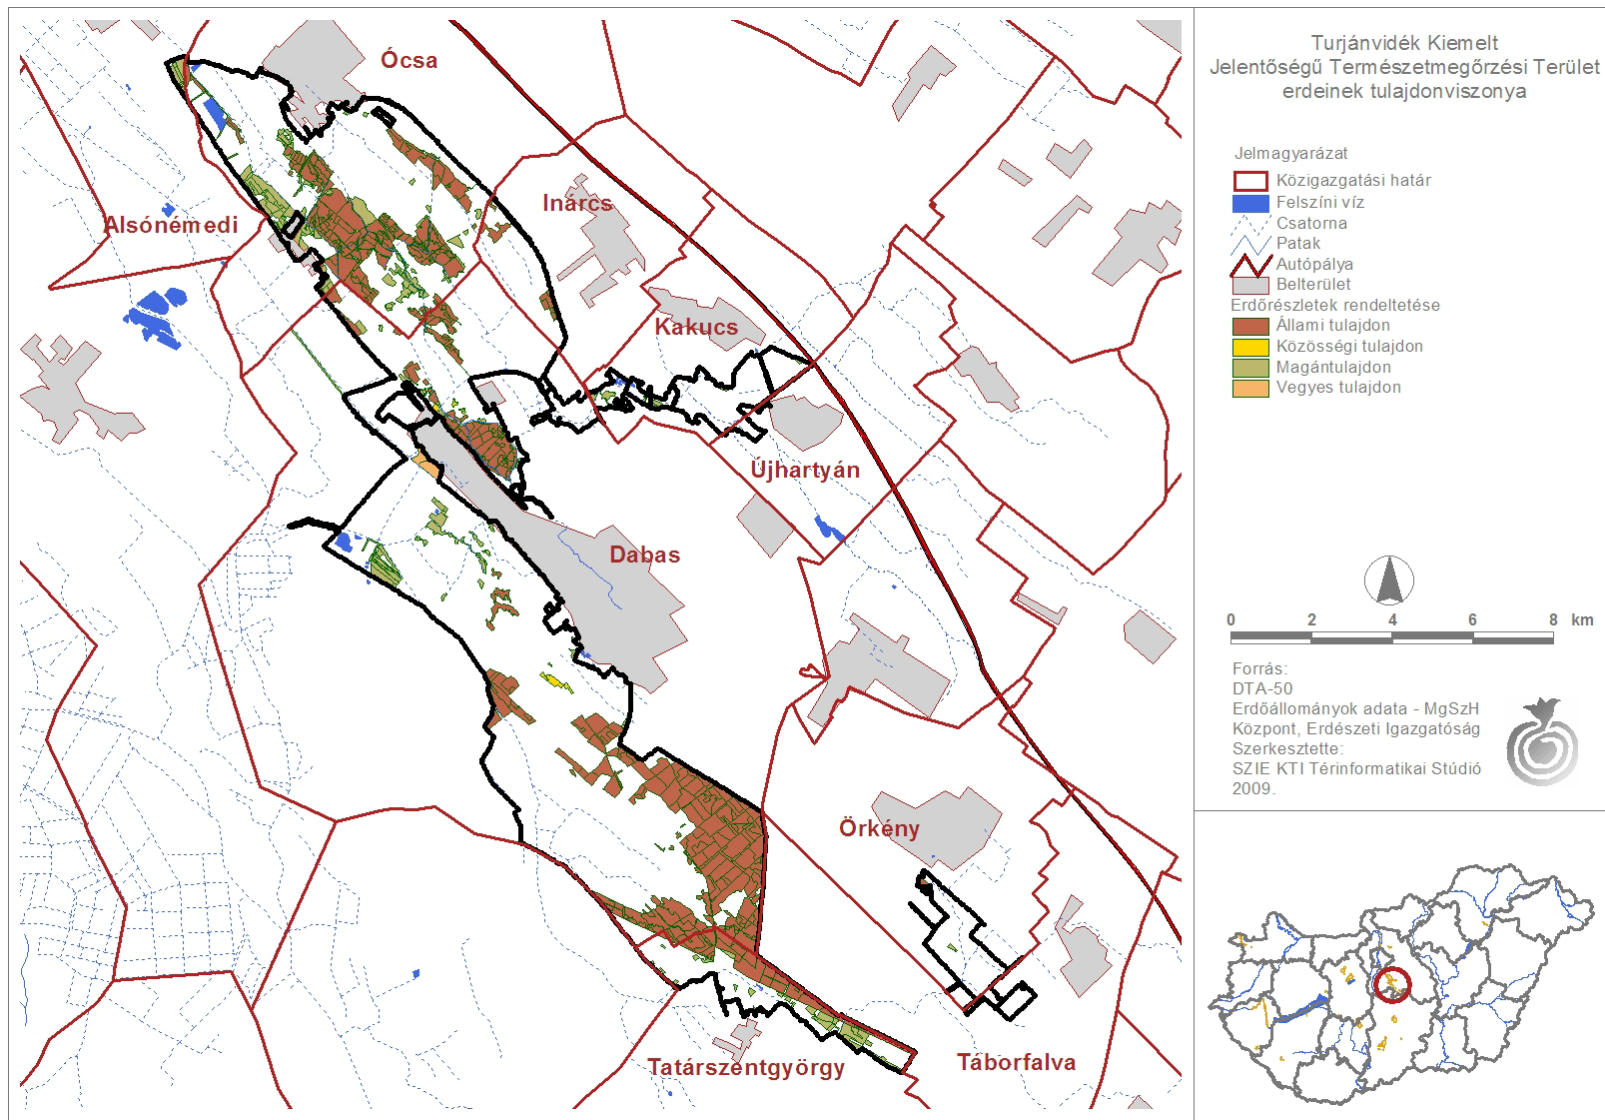 Turjánvidék Kiemelt
Jelentőségű Természetmegőrzési Terület
erdeinek tulajdonviszonya
Jelmagyarázat
Közigazgatási határ
Felszíni víz
Csatorna
Patak
Autópálya
Belterület
Erdőrészletek rendeltetése
Állami tulajdon
Közösségi tulajdon
Magántulajdon
Vegyes tulajdon
0 2 4 6 8 km
Forrás:
DTA-50
Erdőállományok adata - MgSzH
Központ, Erdészeti Igazgatóság
Szerkesztette:
SZIE KTI Térinformatikai Stúdió
2009.
Ócsa
Inárcs
Alsónémedi
Kakucs
Újhartyán
Dabas
Örkény
Tatárszentgyörgy
Táborfalva